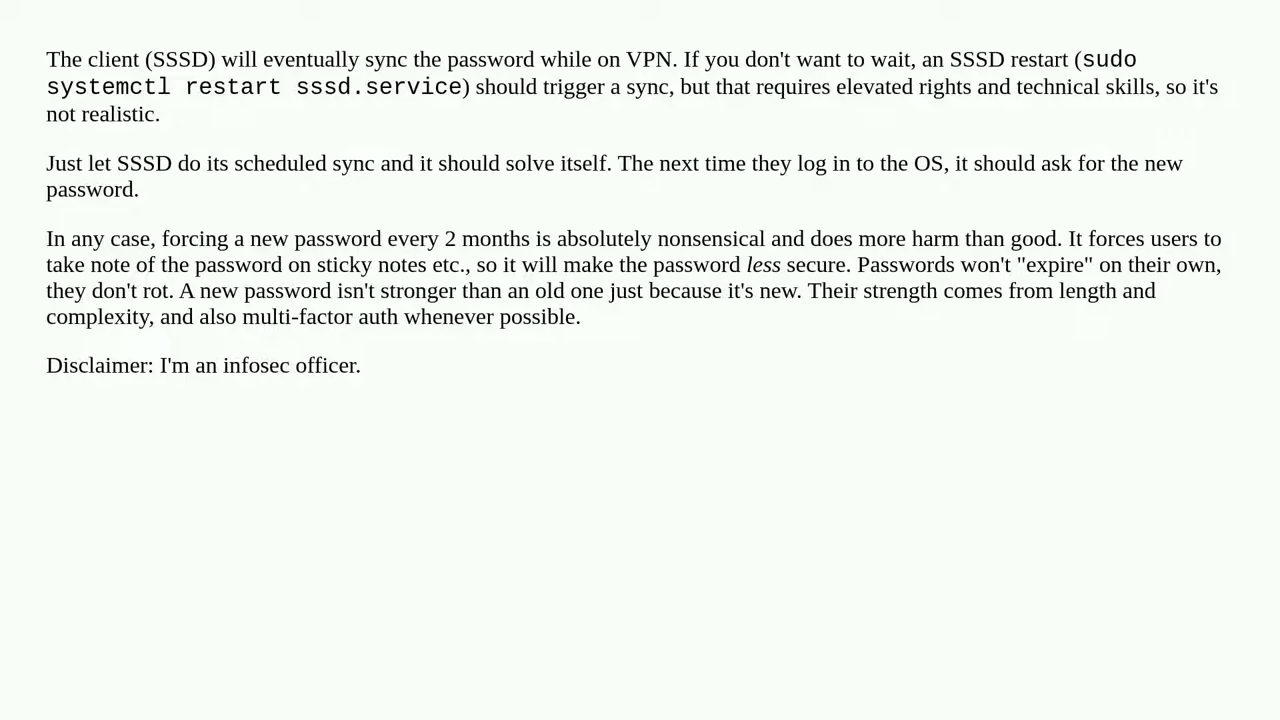 The client (SSSD) will eventually sync the password while on VPN. If you don't want to wait, an SSSD restart (sudo
systemctl restart sssd.service) should trigger a sync, but that requires elevated rights and technical skills, so it's
not realistic.
Just let SSSD do its scheduled sync and it should solve itself. The next time they log in to the OS, it should ask for the new
password.
In any case, forcing a new password every 2 months is absolutely nonsensical and does more harm than good. It forces users to
take note of the password on sticky notes etc., so it will make the password less secure. Passwords won't "expire" on their own,
they don't rot. A new password isn't stronger than an old one just because it's new. Their strength comes from length and
complexity, and also multi-factor auth whenever possible.
Disclaimer: I'm an infosec officer.